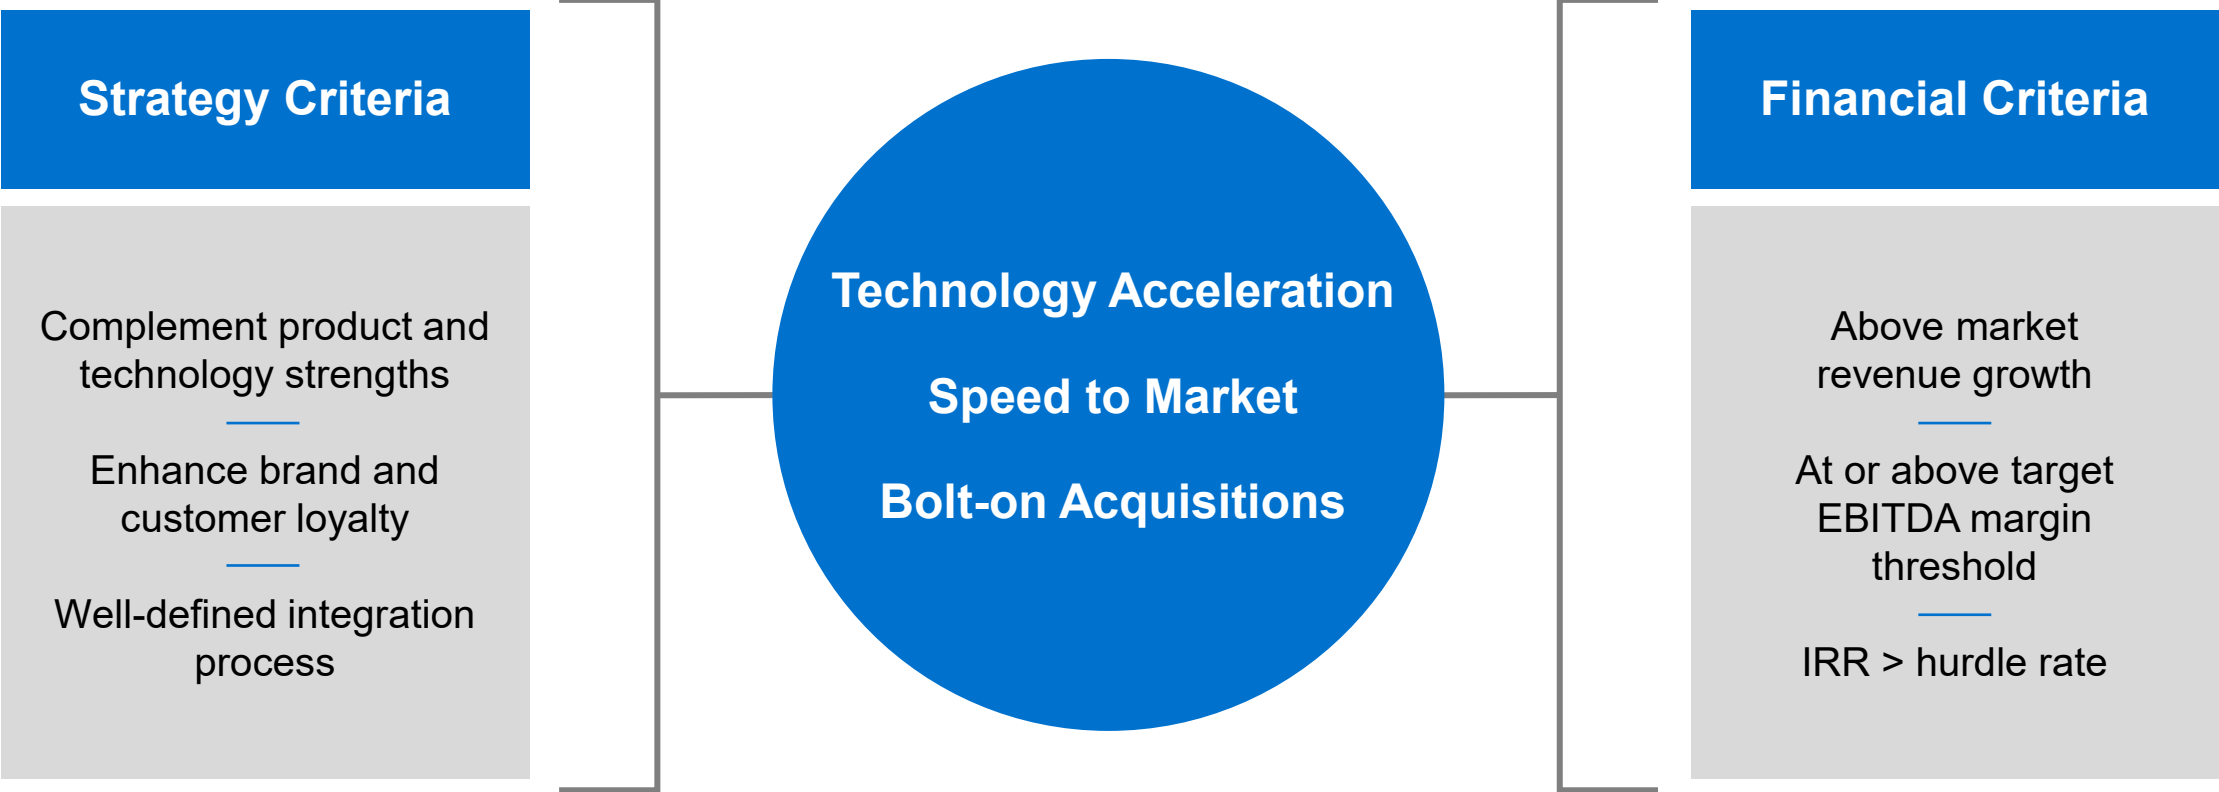 Strategy Criteria
Complement product and
technology strengths
Enhance brand and
customer loyalty
Well-defined integration
process
Technology Acceleration
Speed to Market
Bolt-on Acquisitions
Financial Criteria
Above market
revenue growth
At or above target
EBITDA margin
threshold
IRR > hurdle rate